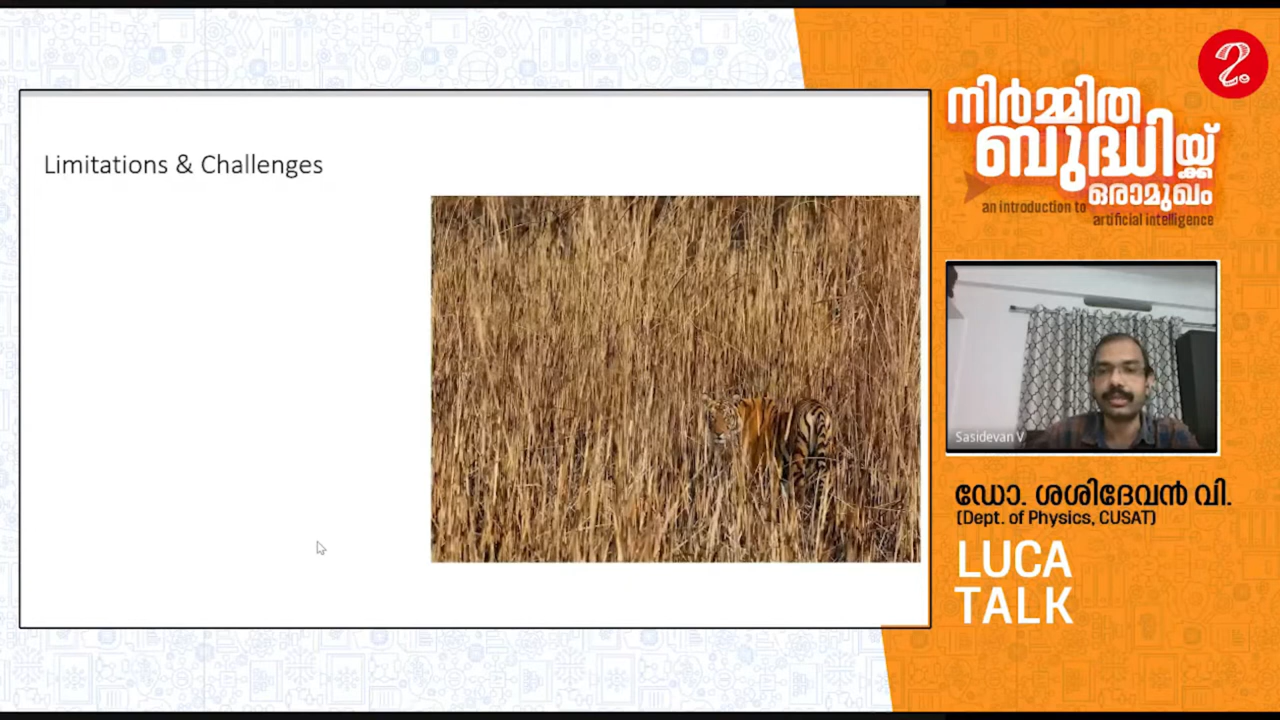 Limitations & Challenges
നിർമ്മിത
ബുദ്ധിയ്ക്ക്
ഒരാമുഖം
an introduction to
artificial intelligence
Sasidevan V
ഡോ. ശശിദേവൻ വി.
(Dept. of Physics, CUSAT)
LUCA
TALK